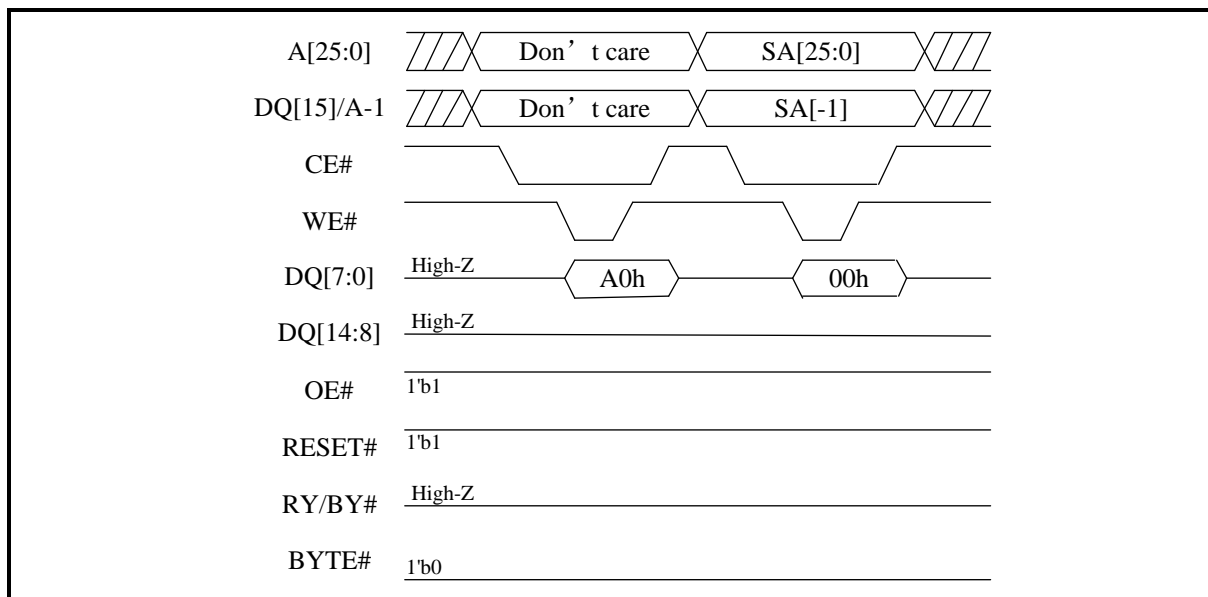 A[25:0] Don’t care SA[25:0]
DQ[15]/A-1 Don’t care SA[-1]
CE#
WE#
DQ[7:0] High-Z A0h 00h
DQ[14:8] High-Z
OE# 1'b1
RESET# 1'b1
RY/BY# High-Z
BYTE# 1'b0